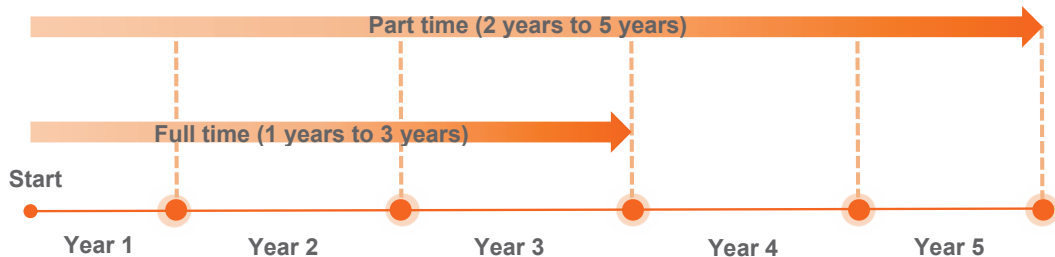 Part time (2 years to 5 years)
Full time (1 years to 3 years)
Start
Year 1
Year 2
Year 3
Year 4
Year 5